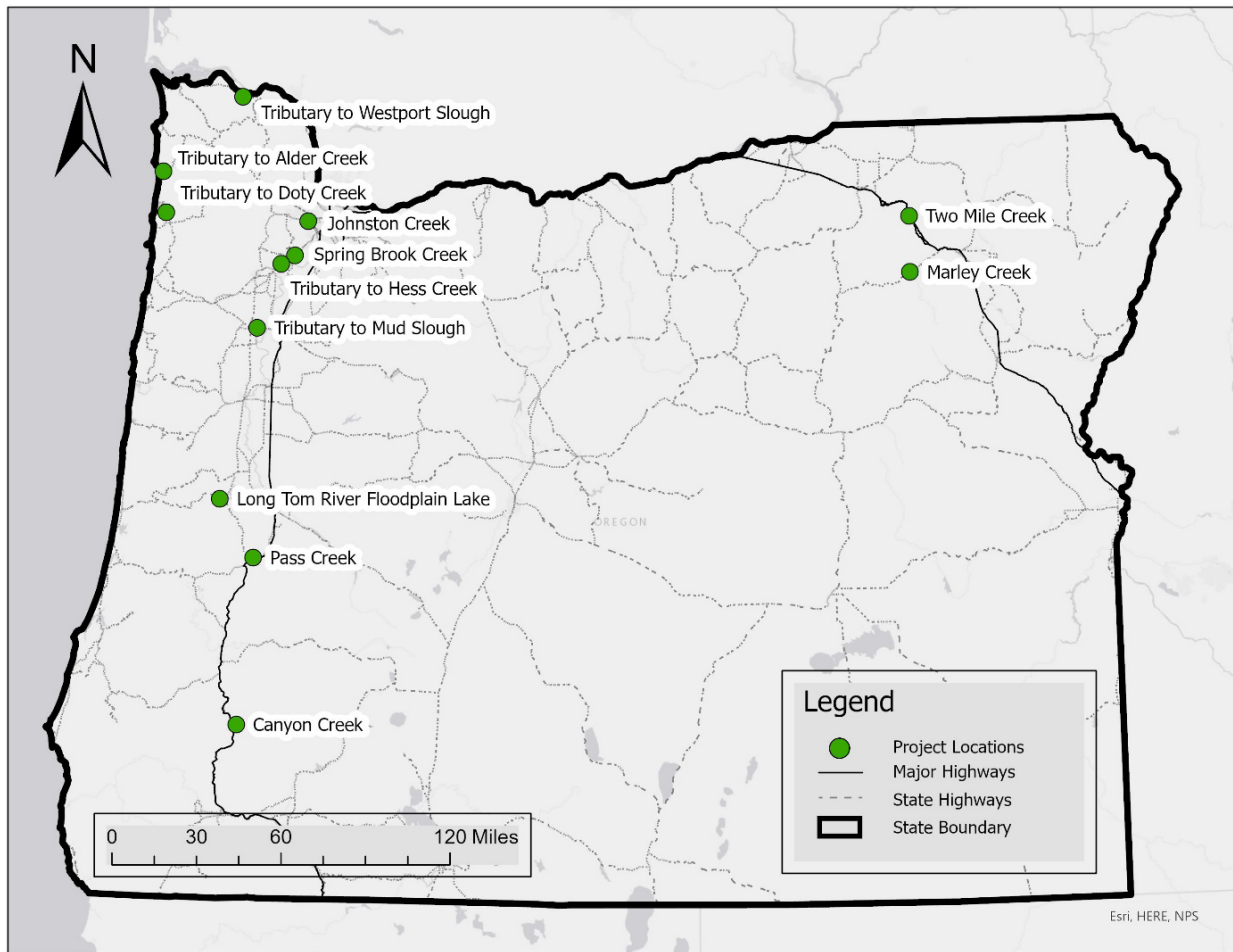 N
Tributary to Westport Slough
Tributary to Alder Creek
Tributary to Doty Creek
Johnston Creek
Two Mile Creek
Spring Brook Creek
Marley Creek
Tributary to Hess Creek
Tributary to Mud Slough
Long Tom River Floodplain Lake
OREGON
Pass Creek
Canyon Creek
Legend
Project Locations
Major Highways
State Highways
State Boundary
0 30 60 120 Miles
Esri, HERE, NPS